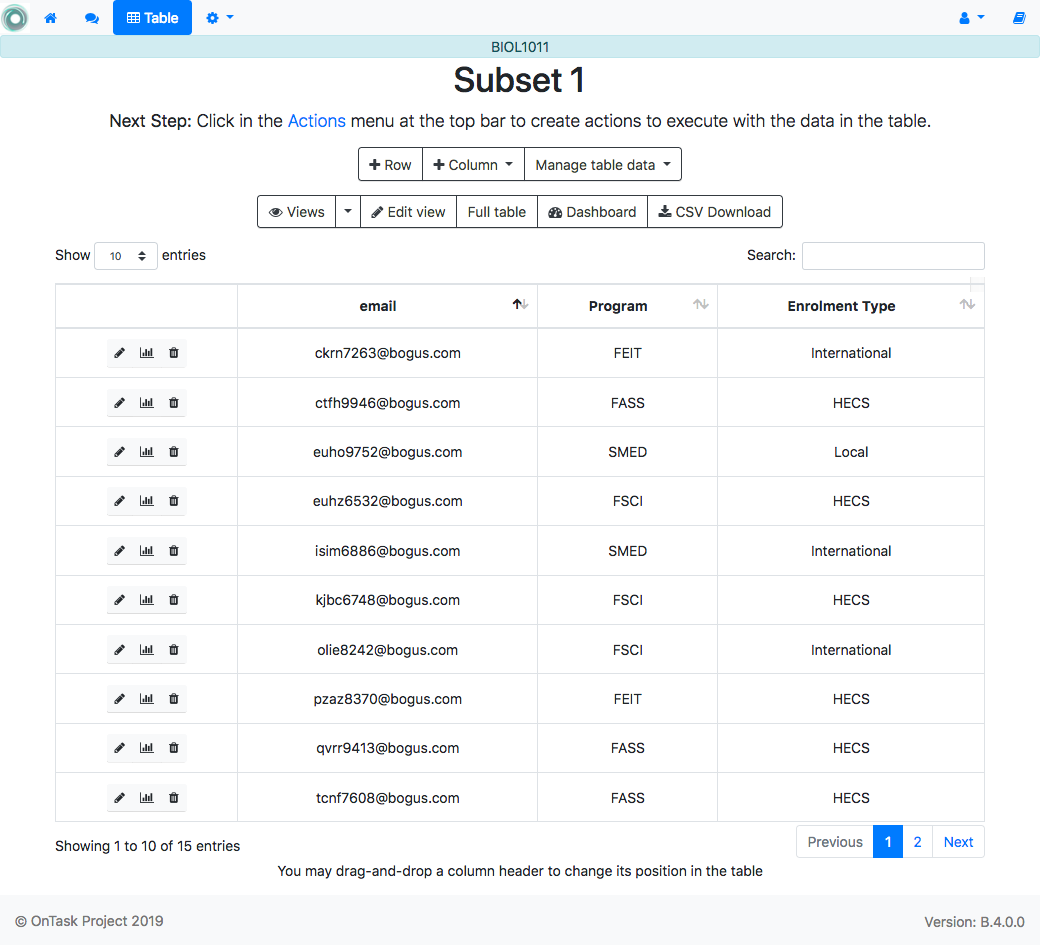 Table
BIOL1011
Subset 1
Next Step: Click in the Actions menu at the top bar to create actions to execute with the data in the table.
Row Column Manage table data
Views Edit view Full table Dashboard CSV Download
Show 10 entries Search:
email Program Enrolment Type
ckrn7263@bogus.com FEIT International
ctfh9946@bogus.com FASS HECS
euho9752@bogus.com SMED Local
euhz6532@bogus.com FSCI HECS
isim6886@bogus.com SMED International
kjbc6748@bogus.com FSCI HECS
olie8242@bogus.com FSCI International
pzaz8370@bogus.com FEIT HECS
qvrr9413@bogus.com FASS HECS
tcnf7608@bogus.com FASS HECS
Showing 1 to 10 of 15 entries Previous 1 2 Next
You may drag-and-drop a column header to change its position in the table
© OnTask Project 2019 Version: B.4.0.0